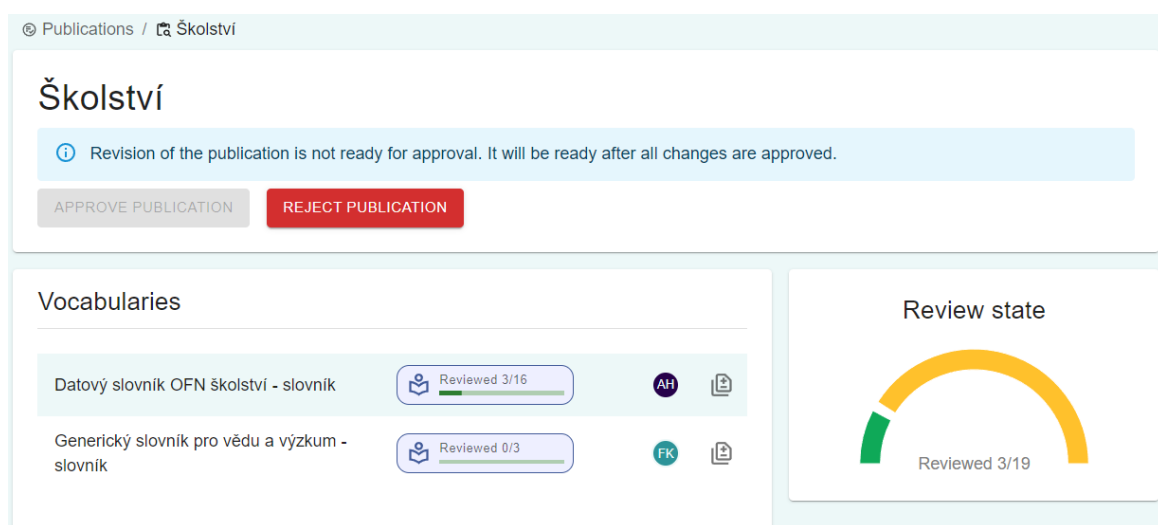 Publications / Školství
Školství
Revision of the publication is not ready for approval. It will be ready after all changes are approved.
APPROVE PUBLICATION REJECT PUBLICATION
Vocabularies
Datový slovník OFN školství - slovník Reviewed 3/16 AH
Generický slovník pro vědu a výzkum -
slovník Reviewed 0/3 FK
Review state
Reviewed 3/19